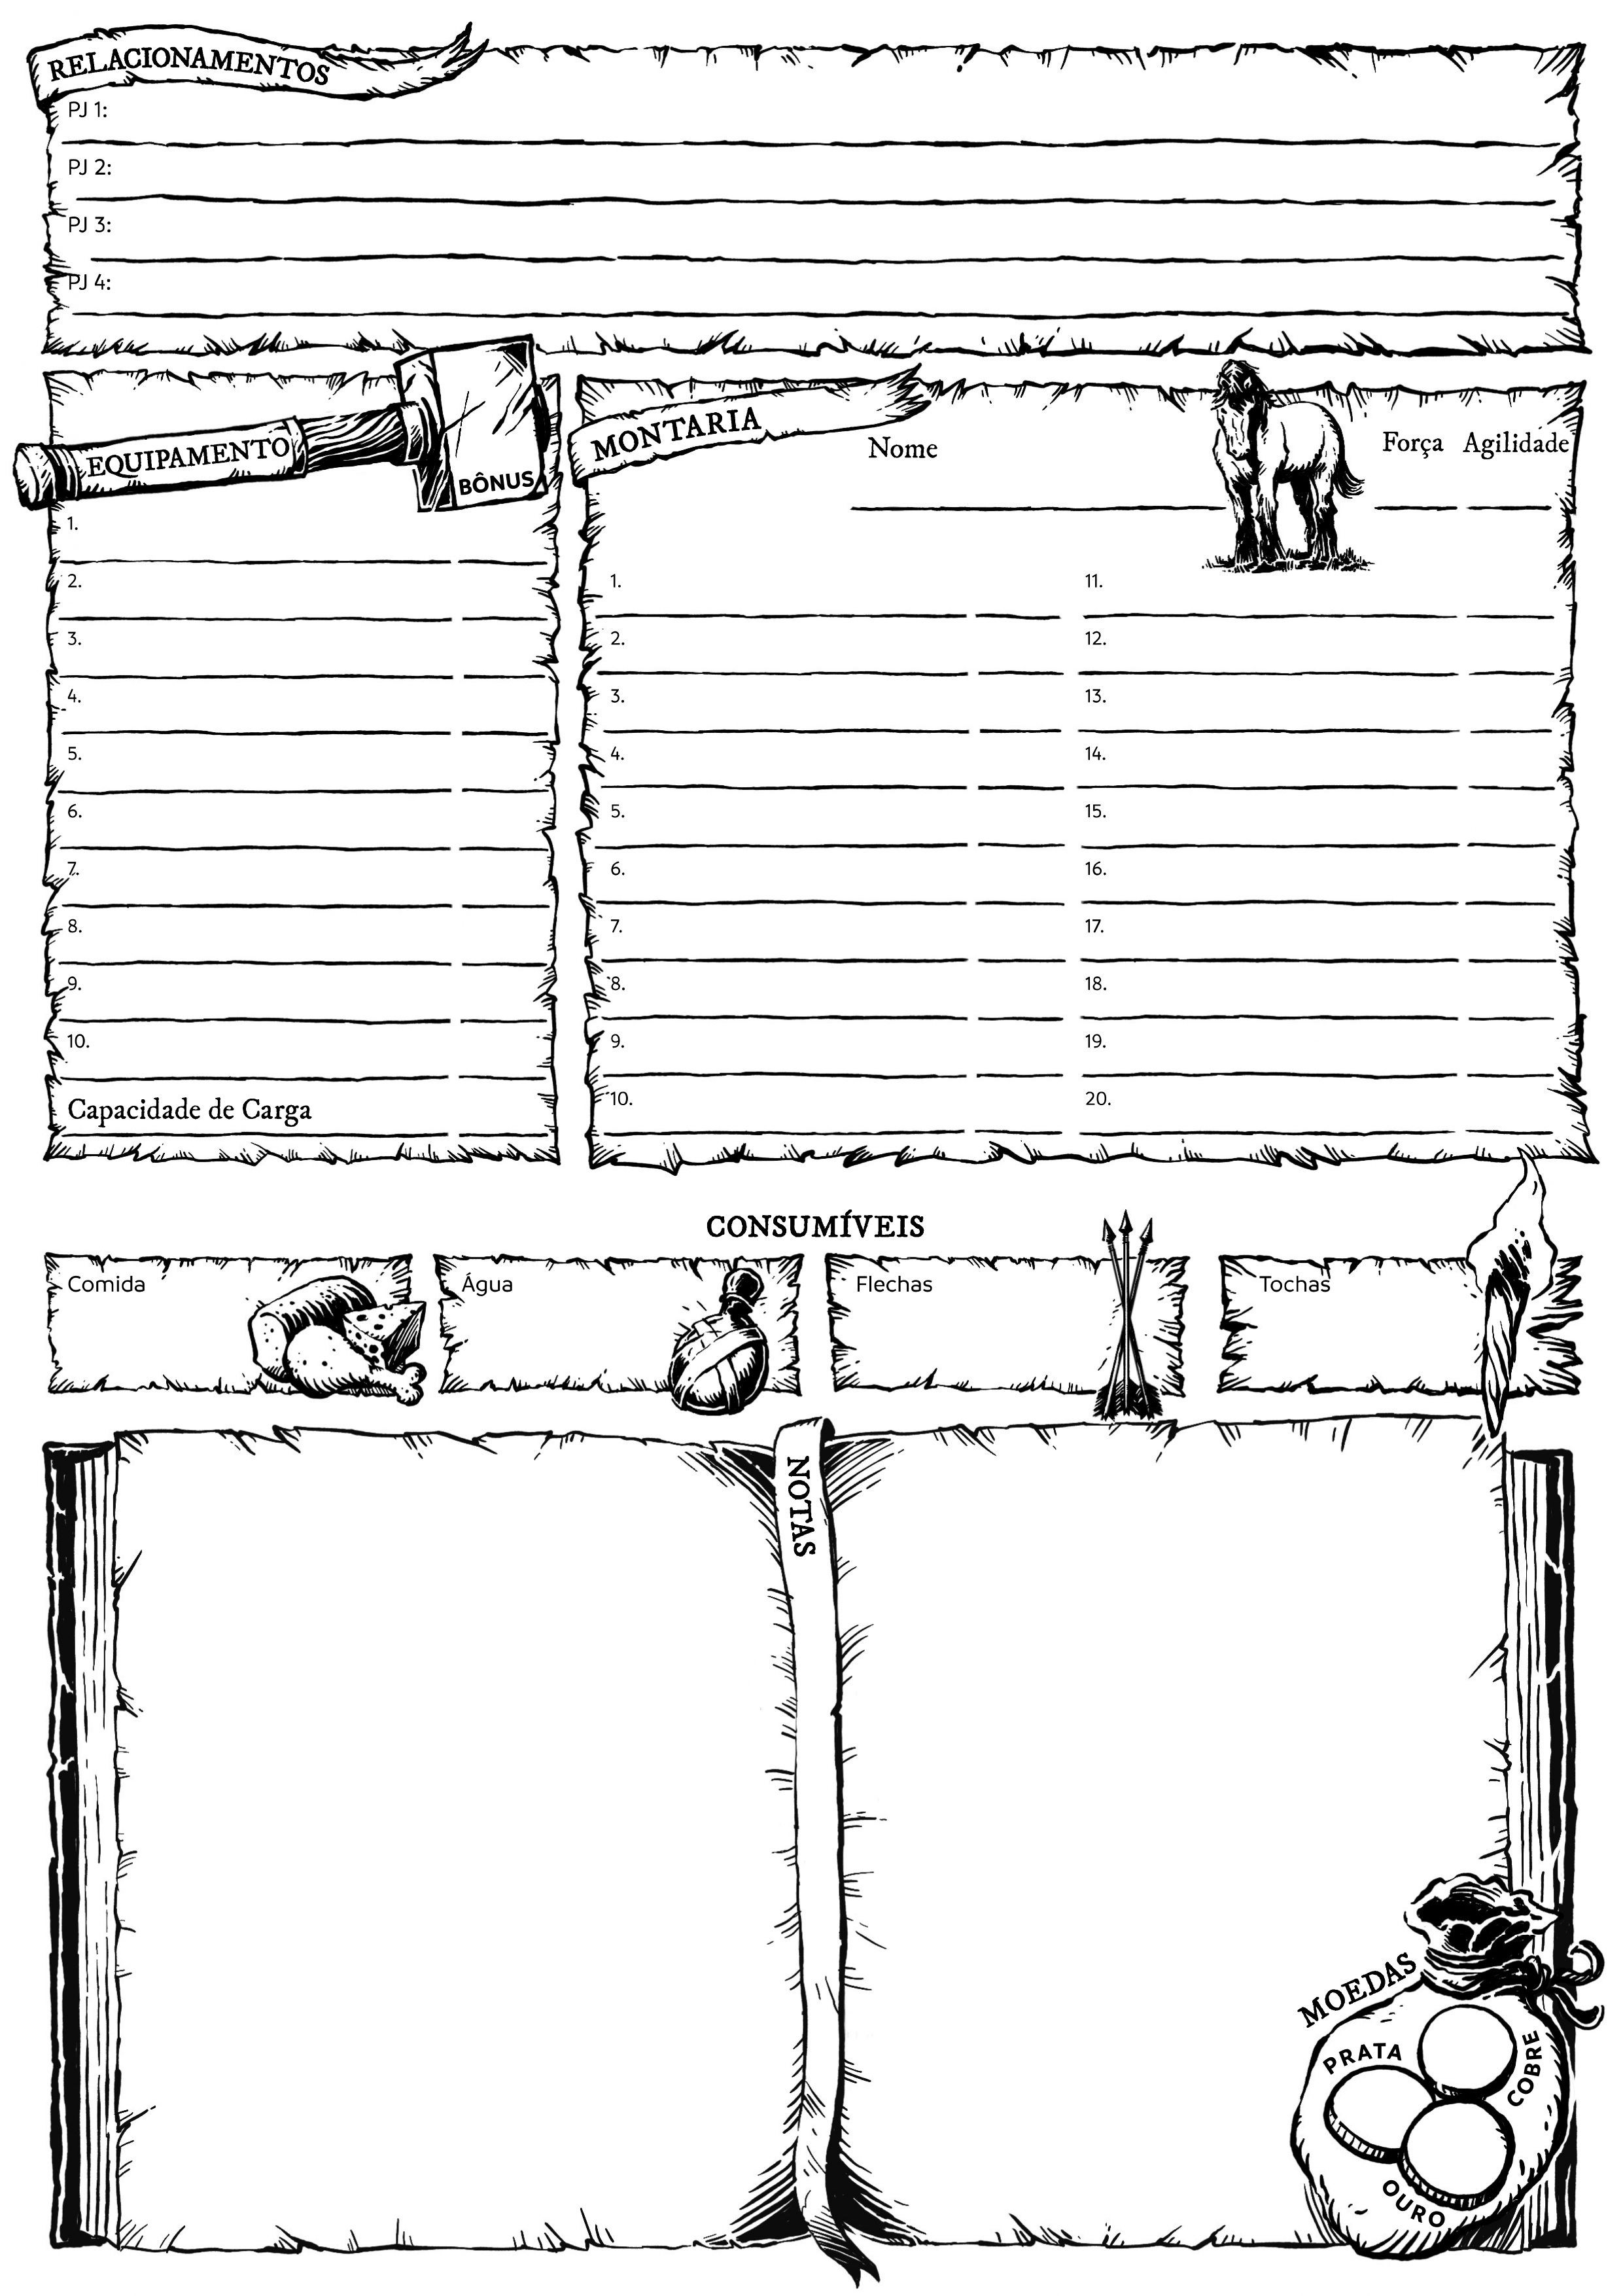 RELACIONAMENTOS
PJ 1:
PJ 2:
PJ 3:
PJ 4:
EQUIPAMENTO
BÔNUS
1.
2.
3.
4.
5.
6.
7.
8.
9.
10.
Capacidade de Carga
MONTARIA
Nome
Força Agilidade
1.
2.
3.
4.
5.
6.
7.
8.
9.
10.
11.
12.
13.
14.
15.
16.
17.
18.
19.
20.
CONSUMÍVEIS
Comida
Água
Flechas
Tochas
NOTAS
MOEDAS
PRATA
COBRE
OURO